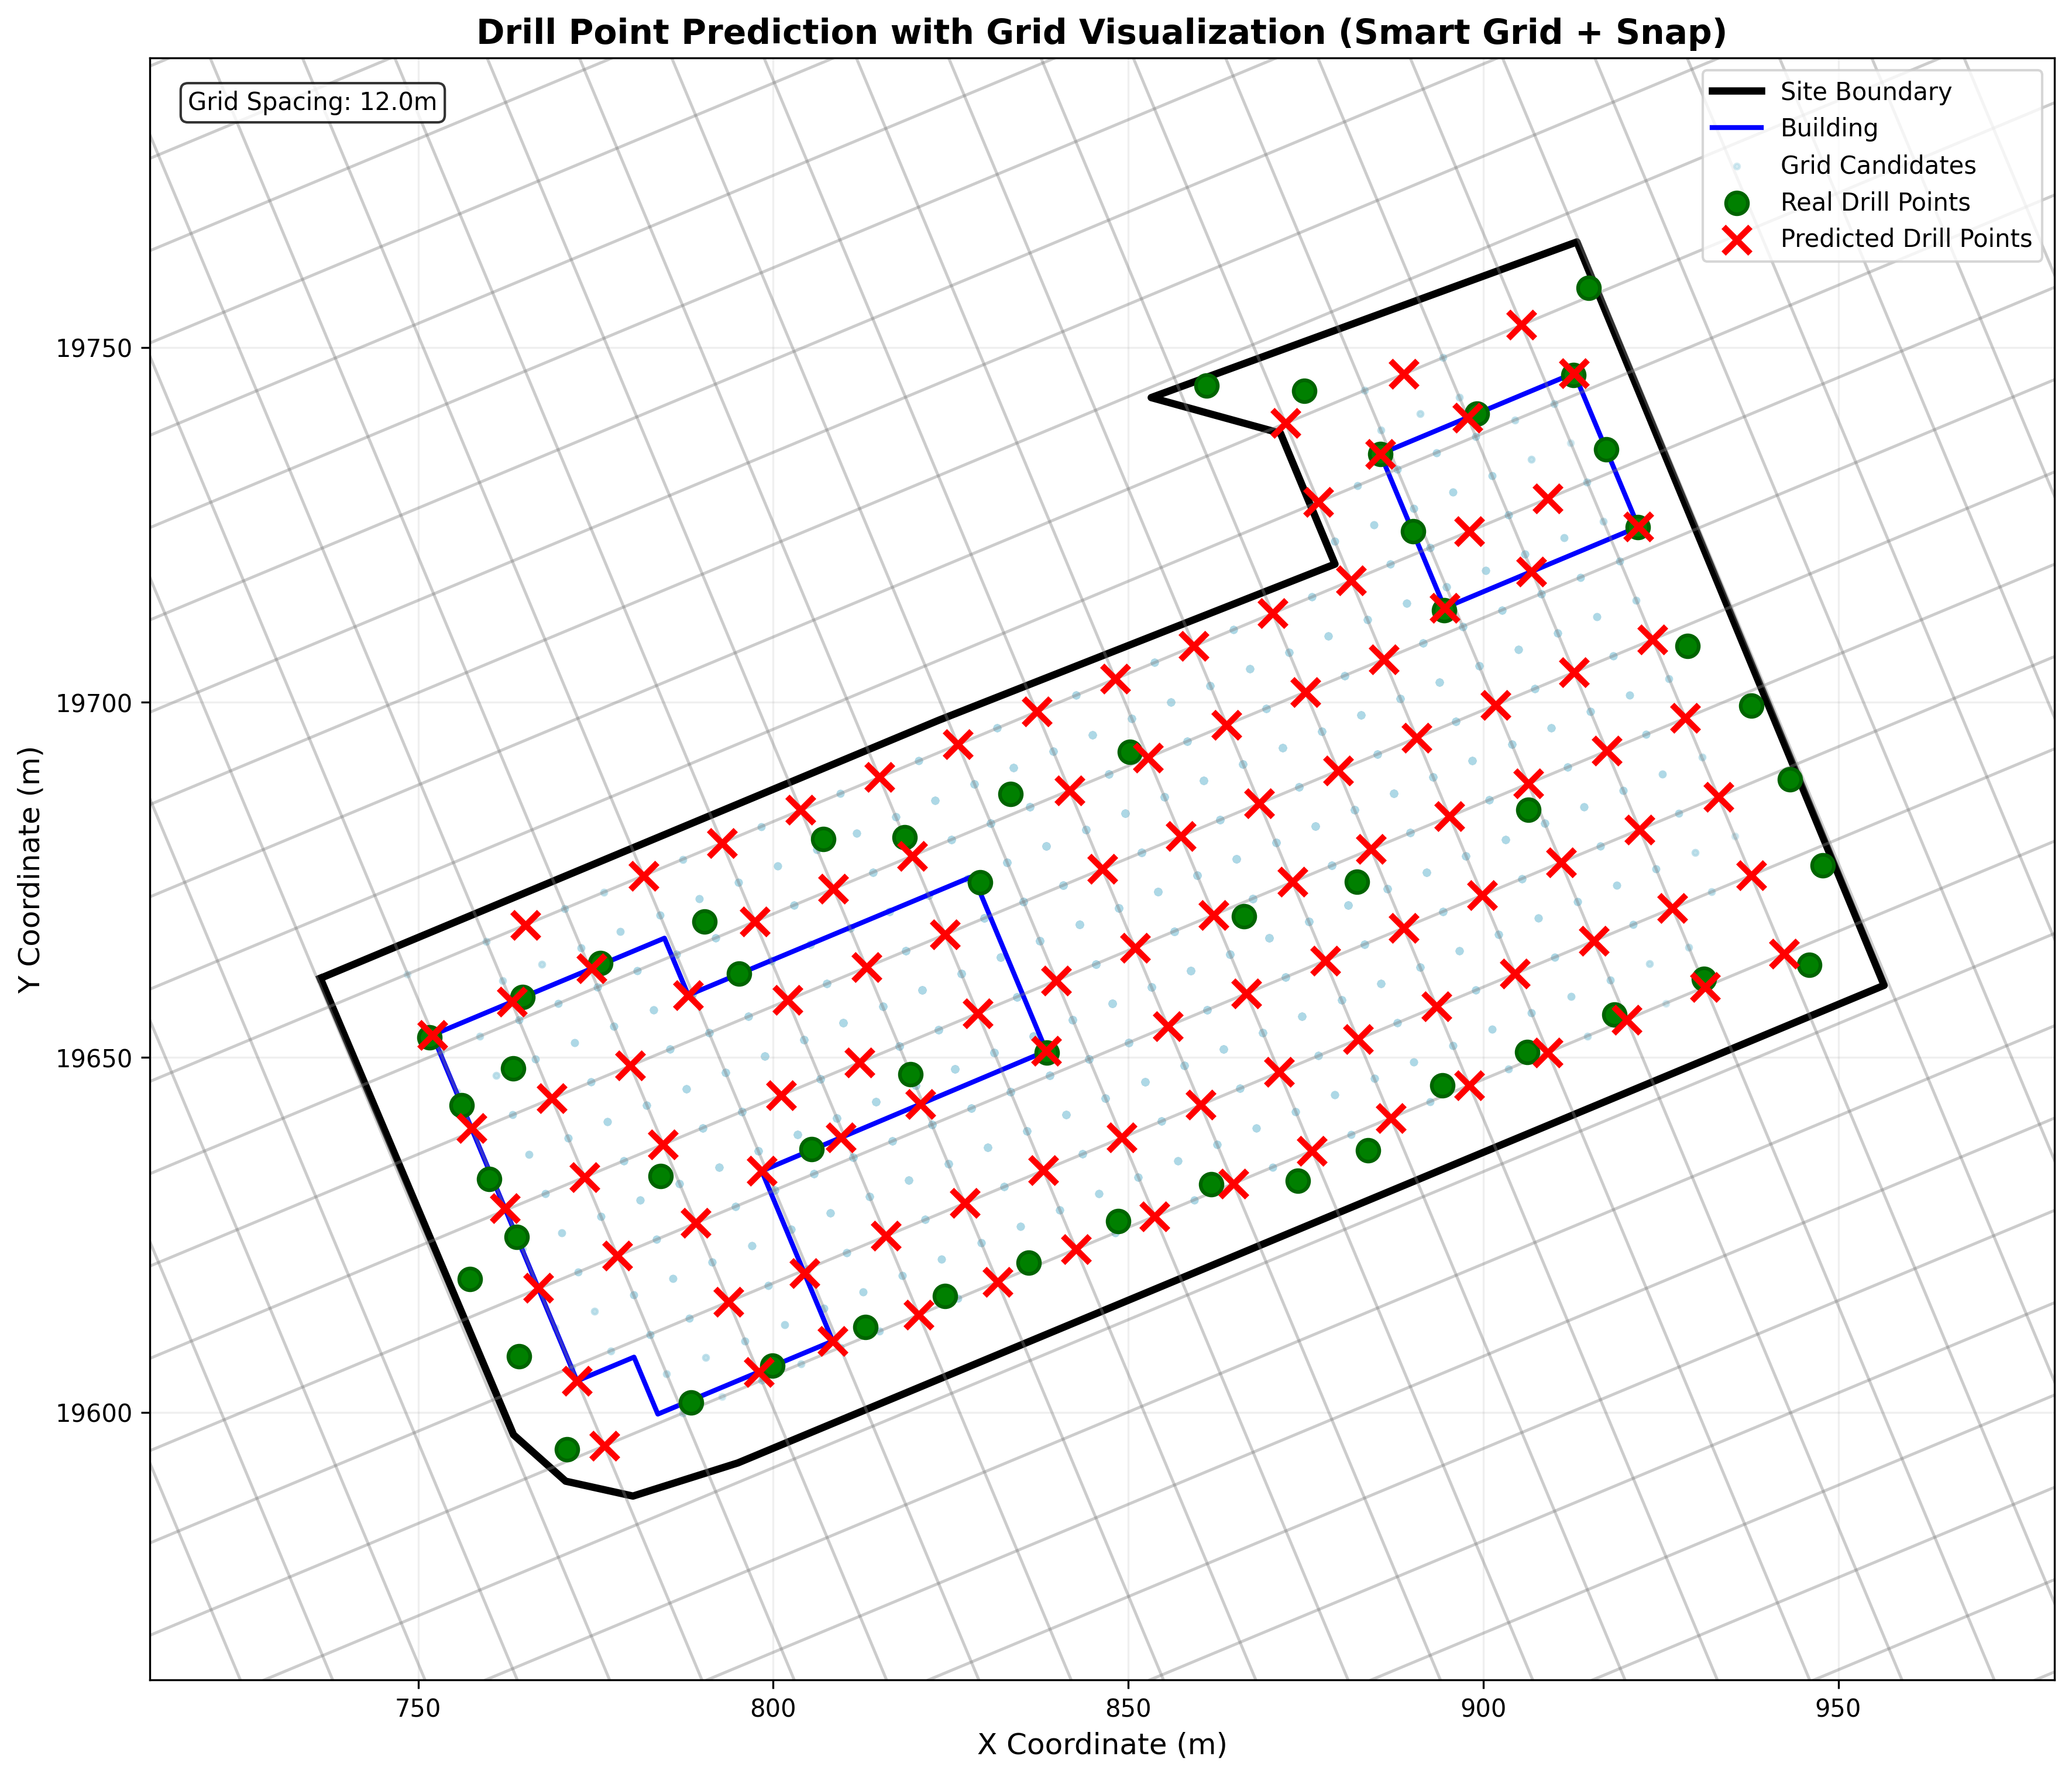 Drill Point Prediction with Grid Visualization (Smart Grid + Snap)
Grid Spacing: 12.0m
Site Boundary
Building
Grid Candidates
Real Drill Points
Predicted Drill Points
Y Coordinate (m)
19750
19700
19650
19600
750
800
850
900
950
X Coordinate (m)